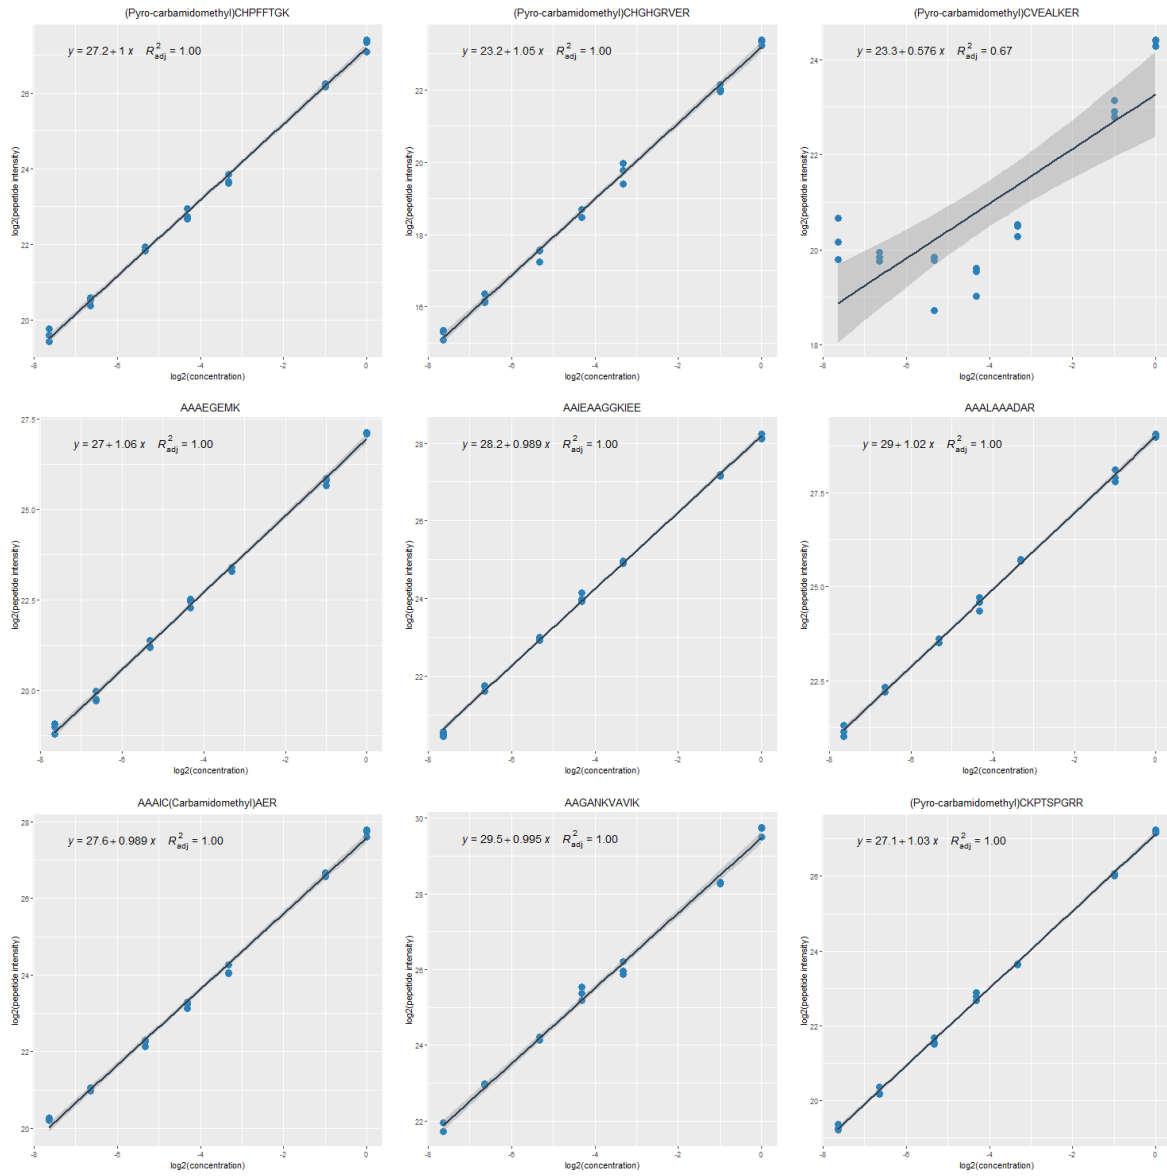 (Pyro-carbamidomethyl)CHPFFTGK
y = 27.2 + 1 x R²adj = 1.00
26
24
22
20
log2(pepetide intensity)
-8 -6 -4 -2 0
log2(concentration)
(Pyro-carbamidomethyl)CHGHGRVER
y = 23.2 + 1.05 x R²adj = 1.00
22
20
18
16
log2(pepetide intensity)
-8 -6 -4 -2 0
log2(concentration)
(Pyro-carbamidomethyl)CVEALKER
y = 23.3 + 0.576 x R²adj = 0.67
24
22
20
18
log2(pepetide intensity)
-8 -6 -4 -2 0
log2(concentration)
AAAEGEMK
y = 27 + 1.06 x R²adj = 1.00
27.5
25.0
22.5
20.0
log2(pepetide intensity)
-8 -6 -4 -2 0
log2(concentration)
AAIEAAGGKIEE
y = 28.2 + 0.989 x R²adj = 1.00
28
26
24
22
log2(pepetide intensity)
-8 -6 -4 -2 0
log2(concentration)
AAALAAADAR
y = 29 + 1.02 x R²adj = 1.00
27.5
25.0
22.5
log2(pepetide intensity)
-8 -6 -4 -2 0
log2(concentration)
AAAIC(Carbamidomethyl)AER
y = 27.6 + 0.989 x R²adj = 1.00
28
26
24
22
20
log2(pepetide intensity)
-8 -6 -4 -2 0
log2(concentration)
AAGANKVAVIK
y = 29.5 + 0.995 x R²adj = 1.00
30
28
26
24
22
log2(pepetide intensity)
-8 -6 -4 -2 0
log2(concentration)
(Pyro-carbamidomethyl)CKPTSPGRR
y = 27.1 + 1.03 x R²adj = 1.00
26
24
22
20
log2(pepetide intensity)
-8 -6 -4 -2 0
log2(concentration)